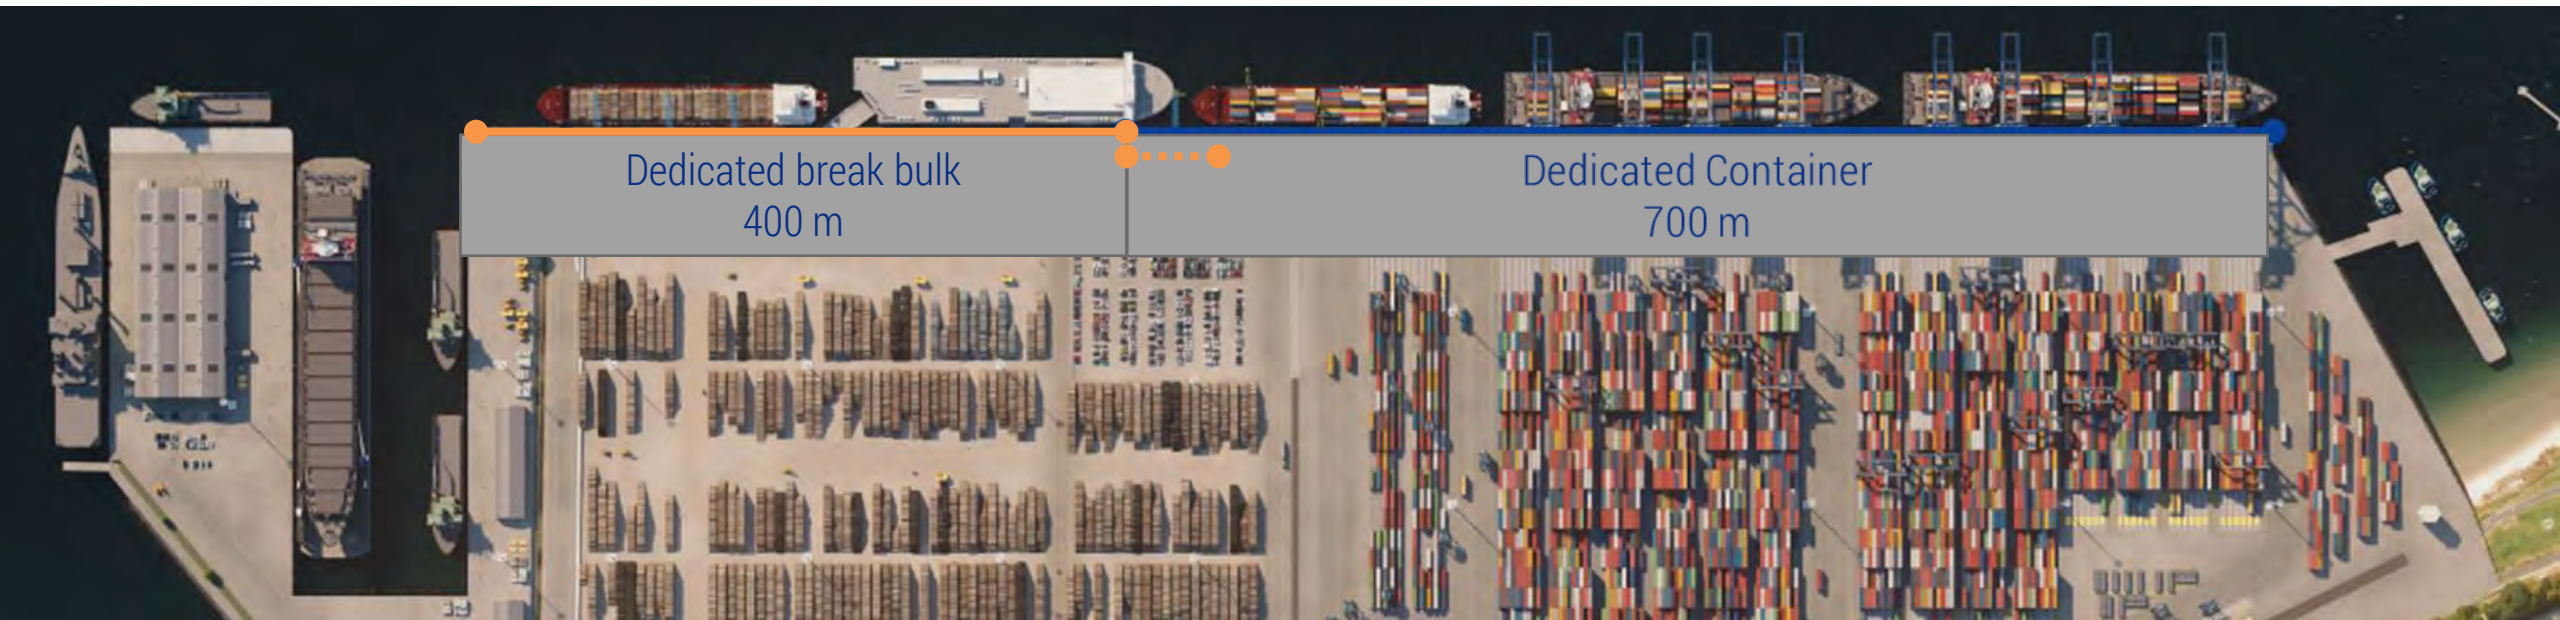 Dedicated break bulk
400 m
Dedicated Container
700 m